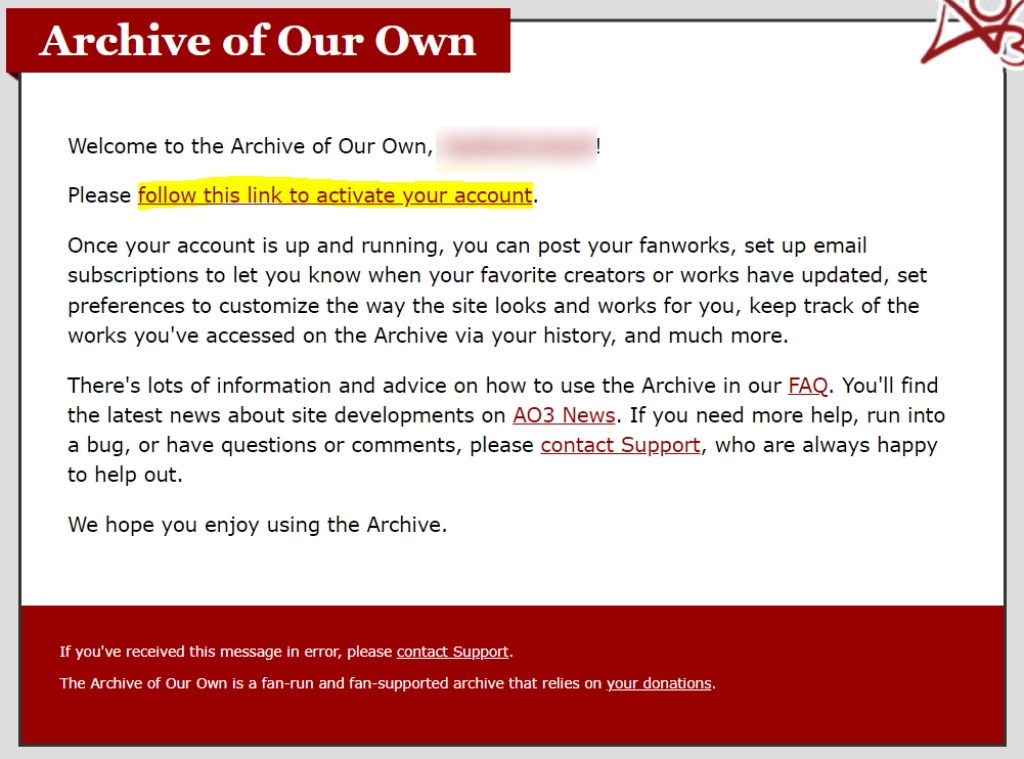 Archive of Our Own
Welcome to the Archive of Our Own, !
Please follow this link to activate your account.
Once your account is up and running, you can post your fanworks, set up email
subscriptions to let you know when your favorite creators or works have updated, set
preferences to customize the way the site looks and works for you, keep track of the
works you've accessed on the Archive via your history, and much more.
There's lots of information and advice on how to use the Archive in our FAQ. You'll find
the latest news about site developments on AO3 News. If you need more help, run into
a bug, or have questions or comments, please contact Support, who are always happy
to help out.
We hope you enjoy using the Archive.
If you've received this message in error, please contact Support.
The Archive of Our Own is a fan-run and fan-supported archive that relies on your donations.